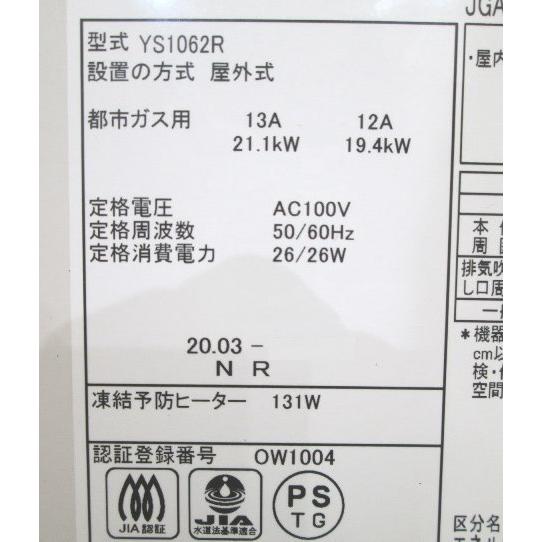 型式 YS1062R
設置の方式 屋外式
都市ガス用 13A 12A
21.1kW 19.4kW
定格電圧 AC100V
定格周波数 50/60Hz
定格消費電力 26/26W
20.03 -
N R
凍結予防ヒーター 131W
認証登録番号 OW1004
JIA認証
JIA
水道法基準適合
PS
TG
JGA
・屋内
本
周
排気吹
し口周
一
*機器
cm以
検・
空間
区分名